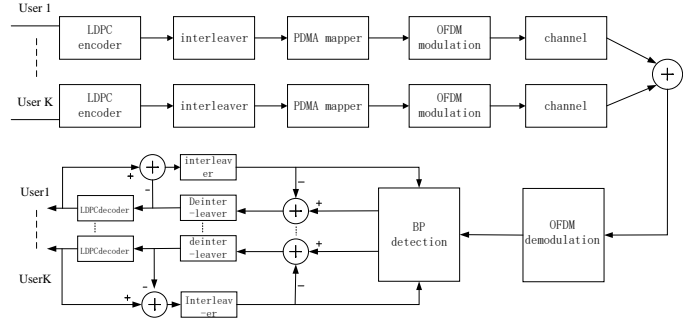 User 1
LDPC
encoder
interleaver
PDMA mapper
OFDM
modulation
channel
+
User K
LDPC
encoder
interleaver
PDMA mapper
OFDM
modulation
channel
+
+
–
interleav
er
–
User1
LDPCdecoder
Deinter
-leaver
+
+
BP
detection
OFDM
demodulation
LDPCdecoder
deinter
-leaver
+
+
UserK
+
–
+
Interleav
-er
–